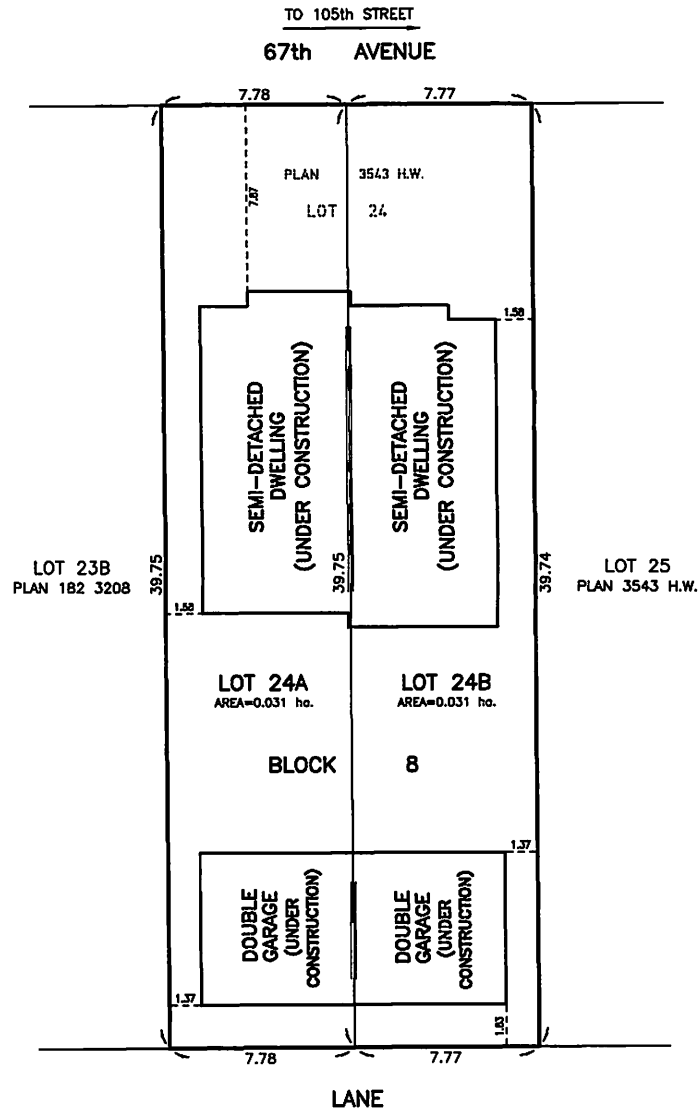 TO 105th STREET
67th AVENUE
7.78 7.77
PLAN 3543 H.W.
7.87
LOT 24
1.58
SEMI-DETACHED
DWELLING
(UNDER CONSTRUCTION)
SEMI-DETACHED
DWELLING
(UNDER CONSTRUCTION)
LOT 23B
PLAN 182 3208
39.75
39.75
39.74
LOT 25
PLAN 3543 H.W.
1.58
LOT 24A
AREA=0.031 ha.
LOT 24B
AREA=0.031 ha.
BLOCK 8
1.37
DOUBLE
GARAGE
(UNDER
CONSTRUCTION)
DOUBLE
GARAGE
(UNDER
CONSTRUCTION)
1.37
1.63
7.78 7.77
LANE